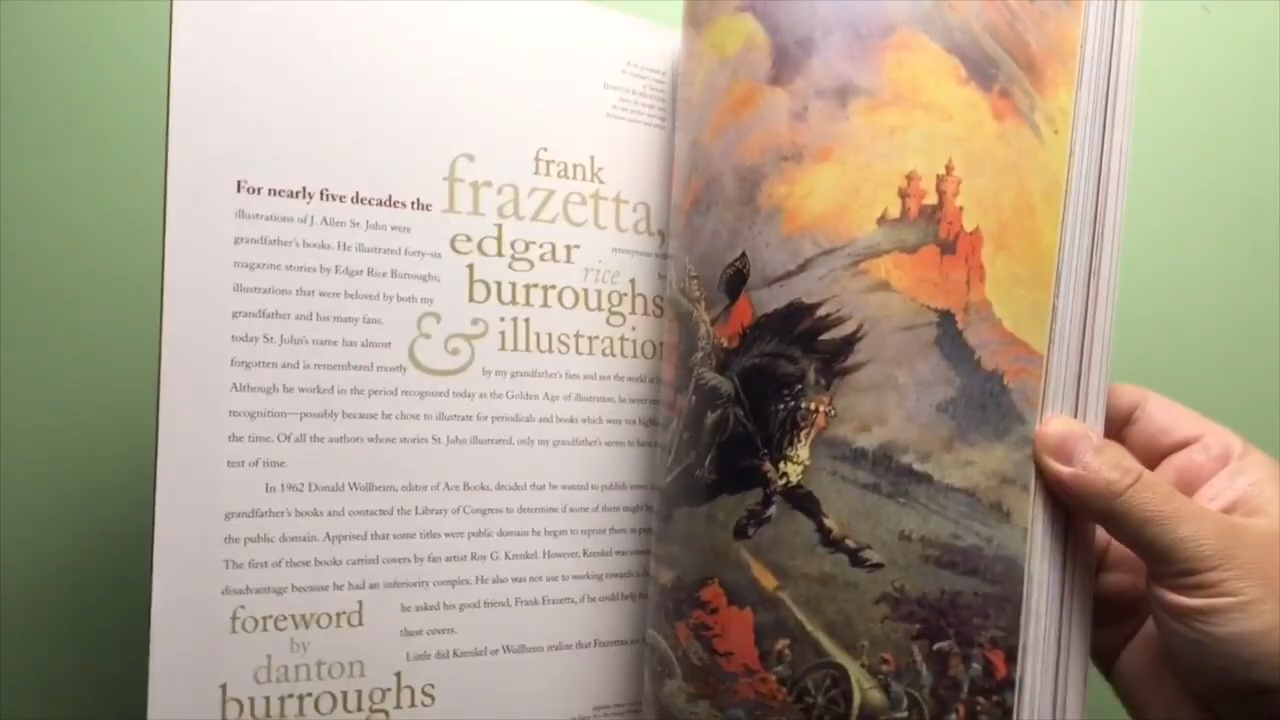 DANTON BURROUGHS
frank
frazetta,
edgar
rice
burroughs
& illustration
For nearly five decades the
illustrations of J. Allen St. John were
synonymous with
grandfather's books. He illustrated forty-six
magazine stories by Edgar Rice Burroughs;
illustrations that were beloved by both my
grandfather and his many fans.
today St. John's name has almost
forgotten and is remembered mostly
by my grandfather's fans and not the world at
Although he worked in the period recognized today as the Golden Age of illustration, he never
recognition—possibly because he chose to illustrate for periodicals and books which were not highly
the time. Of all the authors whose stories St. John illustrated, only my grandfather's seems to have
test of time.
In 1962 Donald Wollheim, editor of Ace Books, decided that he wanted to publish some
grandfather's books and contacted the Library of Congress to determine if some of them might be
the public domain. Apprised that some titles were public domain he began to reprint them in
The first of these books carried covers by fan artist Roy G. Krenkel. However, Krenkel was
disadvantage because he had an inferiority complex. He also was not use to working towards
he asked his good friend, Frank Frazetta, if he could help
these covers.
Little did Krenkel or Wollheim realize that Frazetta's
foreword
by
danton
burroughs